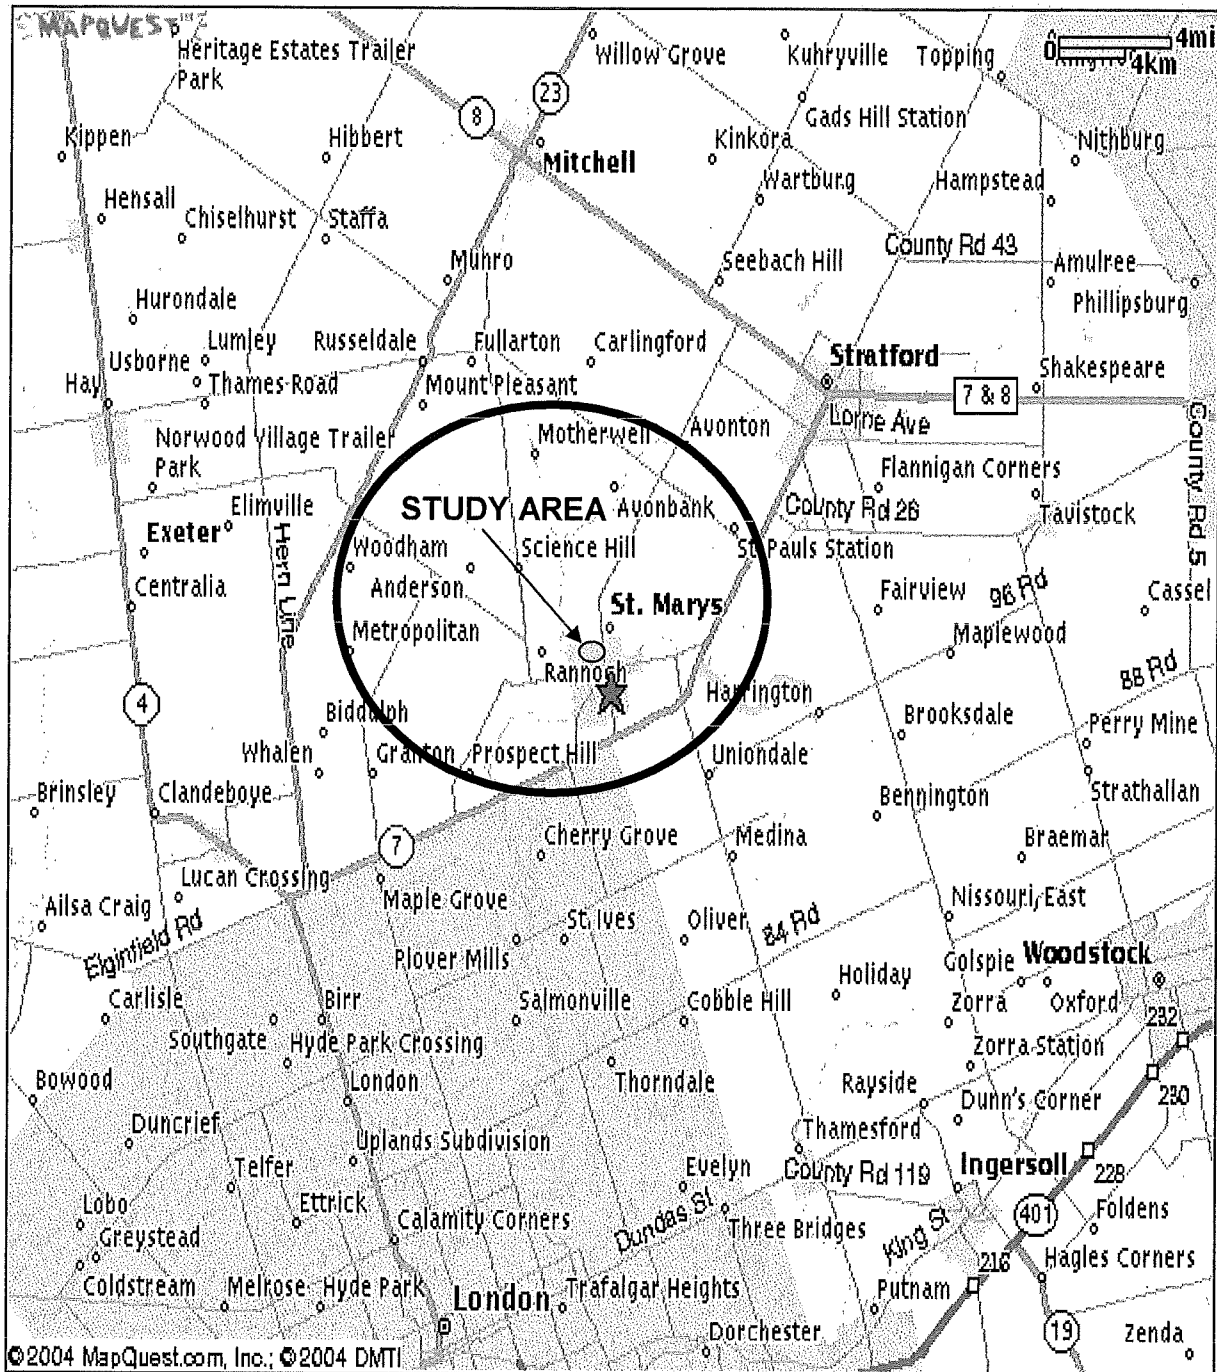 MAPQUEST
Heritage Estates Trailer
Park
Willow Grove
Kuhryville
Topping
0
4mi
4km
23
8
Gads Hill Station
Kippen
Hibbert
Mitchell
Kinkora
Nithburg
Wartburg
Hampstead
Hensall
Chiselhurst
Staffa
County Rd 43
Munro
Seebach Hill
Amulree
Phillipsburg
Hurondale
Lumley
Russeldale
Fullarton
Carlingford
Stratford
Usborne
Shakespeare
Hay
Thames Road
Mount Pleasant
7 & 8
Lorne Ave
County Rd 5
Norwood Village Trailer
Park
Motherwell
Avonton
Flannigan Corners
Elimville
STUDY AREA
Avonbank
County Rd 26
Tavistock
Exeter
Hern Line
Woodham
Science Hill
St. Pauls Station
Centralia
Anderson
St. Marys
Fairview
96 Rd
Cassel
Metropolitan
Rannosh
Maplewood
88 Rd
4
Harrington
Biddulph
Brooksdale
Perry Mine
Whalen
Granton
Prospect Hill
Uniondale
Brinsley
Clandeboye
Bennington
Strathallan
7
Cherry Grove
Medina
Braemar
Lucan Crossing
Ailsa Craig
Maple Grove
St. Ives
Oliver
84 Rd
Nissouri, East
Elginfield Rd
Plover Mills
Golspie
Woodstock
Holiday
Carlisle
Birr
Salmonville
Cobble Hill
Zorra
Oxford
232
Southgate
Hyde Park Crossing
Zorra Station
Bowood
London
Thorndale
Rayside
230
Dunn's Corner
Duncrief
Uplands Subdivision
Thamesford
Telfer
Evelyn
County Rd 119
Ingersoll
228
Lobo
Ettrick
Calamity Corners
Dundas St
Three Bridges
King St
401
Foldens
Greystead
216
Hagles Corners
Coldstream
Melrose
Hyde Park
London
Trafalgar Heights
Putnam
Dorchester
19
Zenda
©2004 MapQuest.com, Inc.; ©2004 DMTI